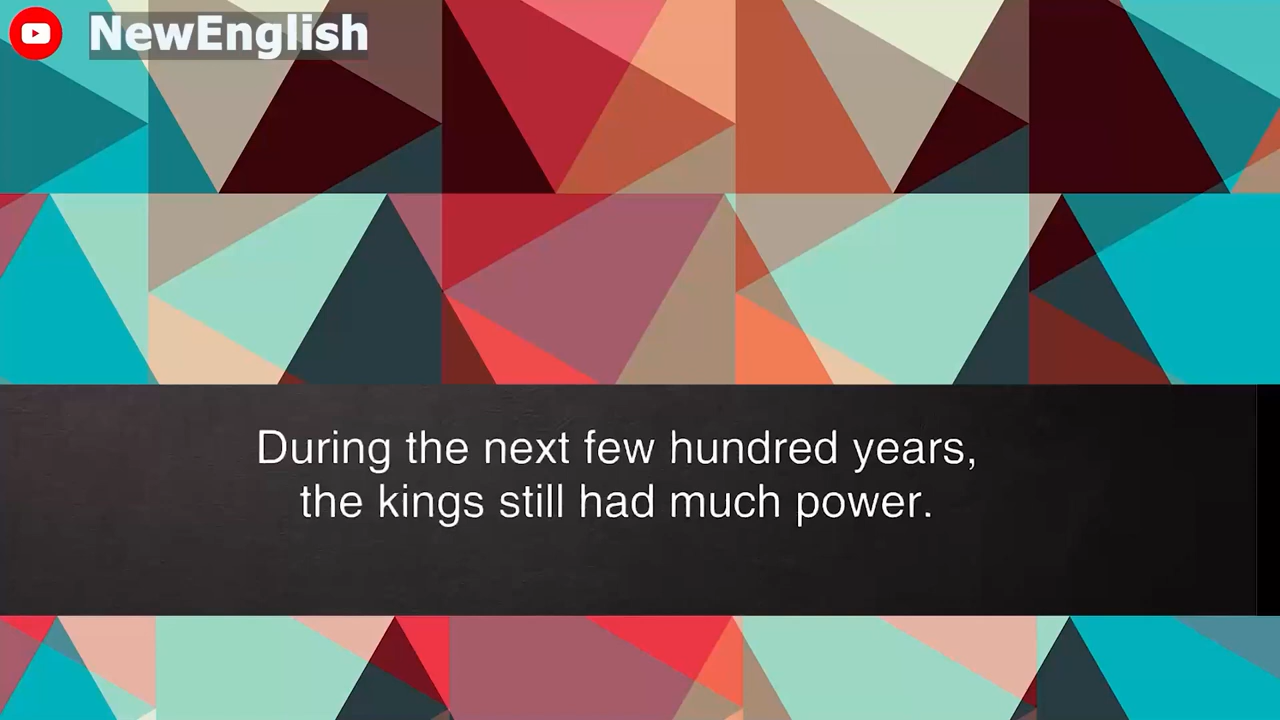 NewEnglish
During the next few hundred years,
the kings still had much power.